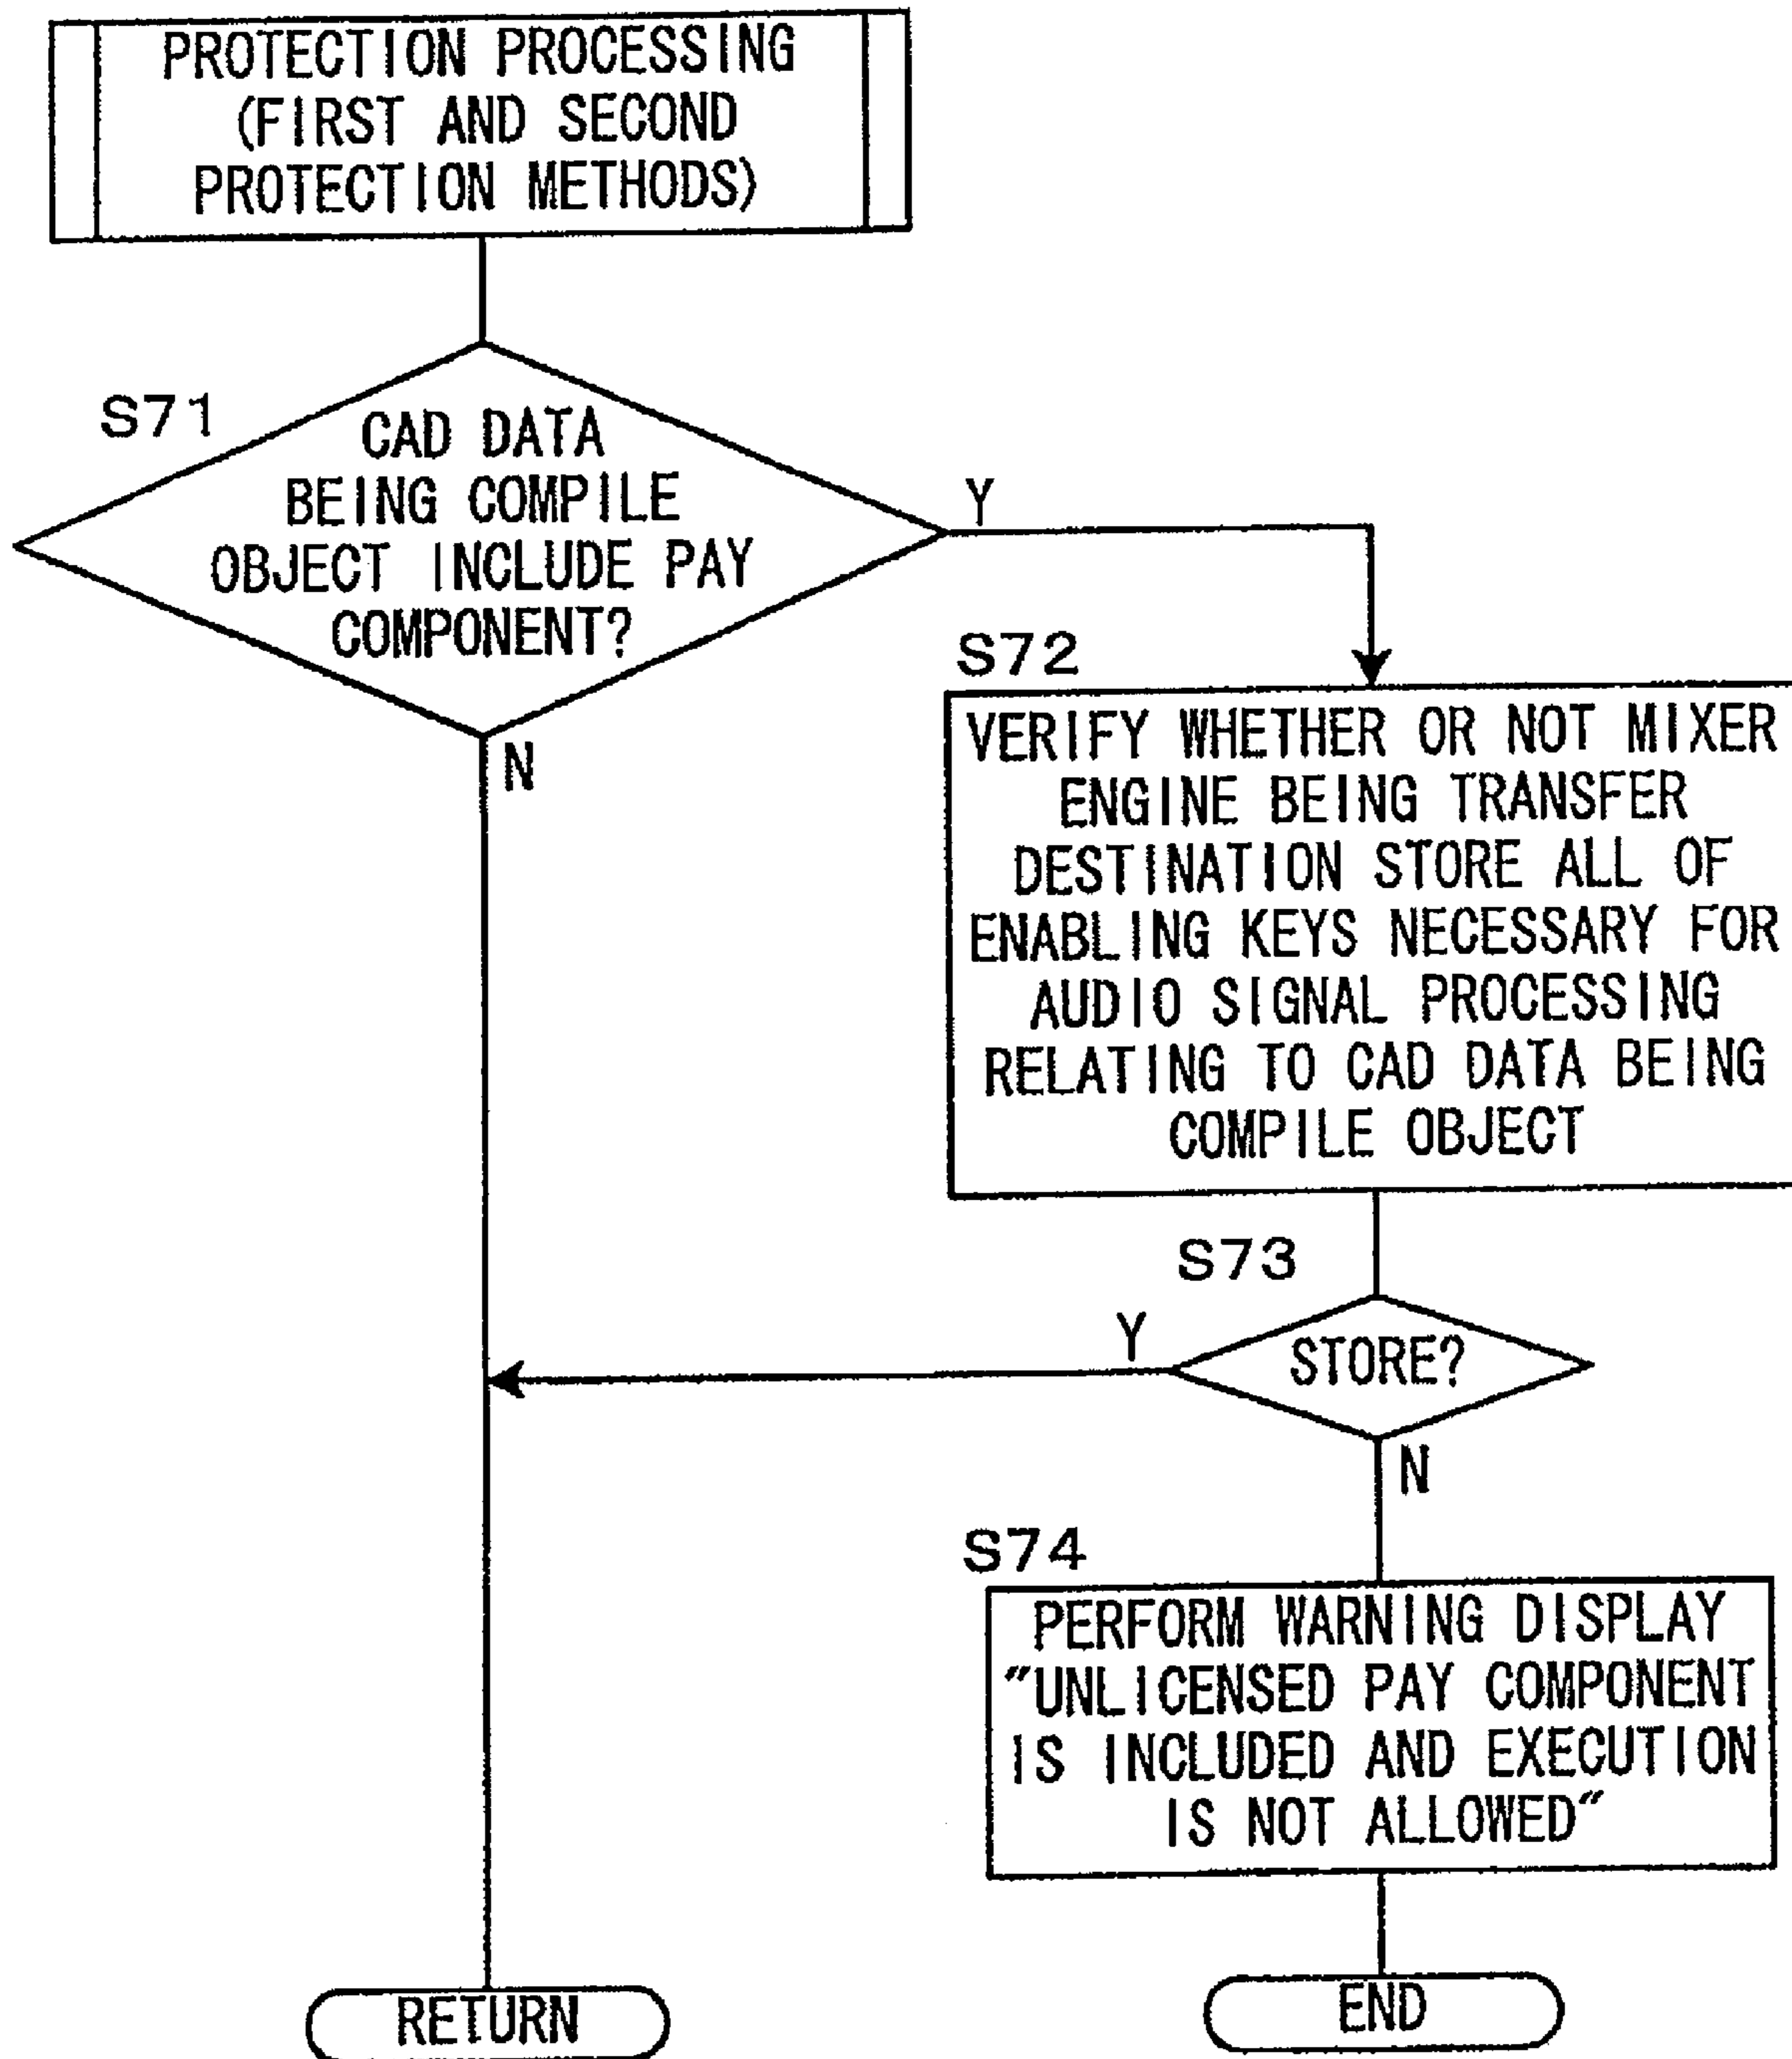 PROTECTION PROCESSING
(FIRST AND SECOND
PROTECTION METHODS)
S71
CAD DATA
BEING COMPILE
OBJECT INCLUDE PAY
COMPONENT?
Y
N
S72
VERIFY WHETHER OR NOT MIXER
ENGINE BEING TRANSFER
DESTINATION STORE ALL OF
ENABLING KEYS NECESSARY FOR
AUDIO SIGNAL PROCESSING
RELATING TO CAD DATA BEING
COMPILE OBJECT
S73
Y
STORE?
N
S74
PERFORM WARNING DISPLAY
"UNLICENSED PAY COMPONENT
IS INCLUDED AND EXECUTION
IS NOT ALLOWED"
RETURN
END